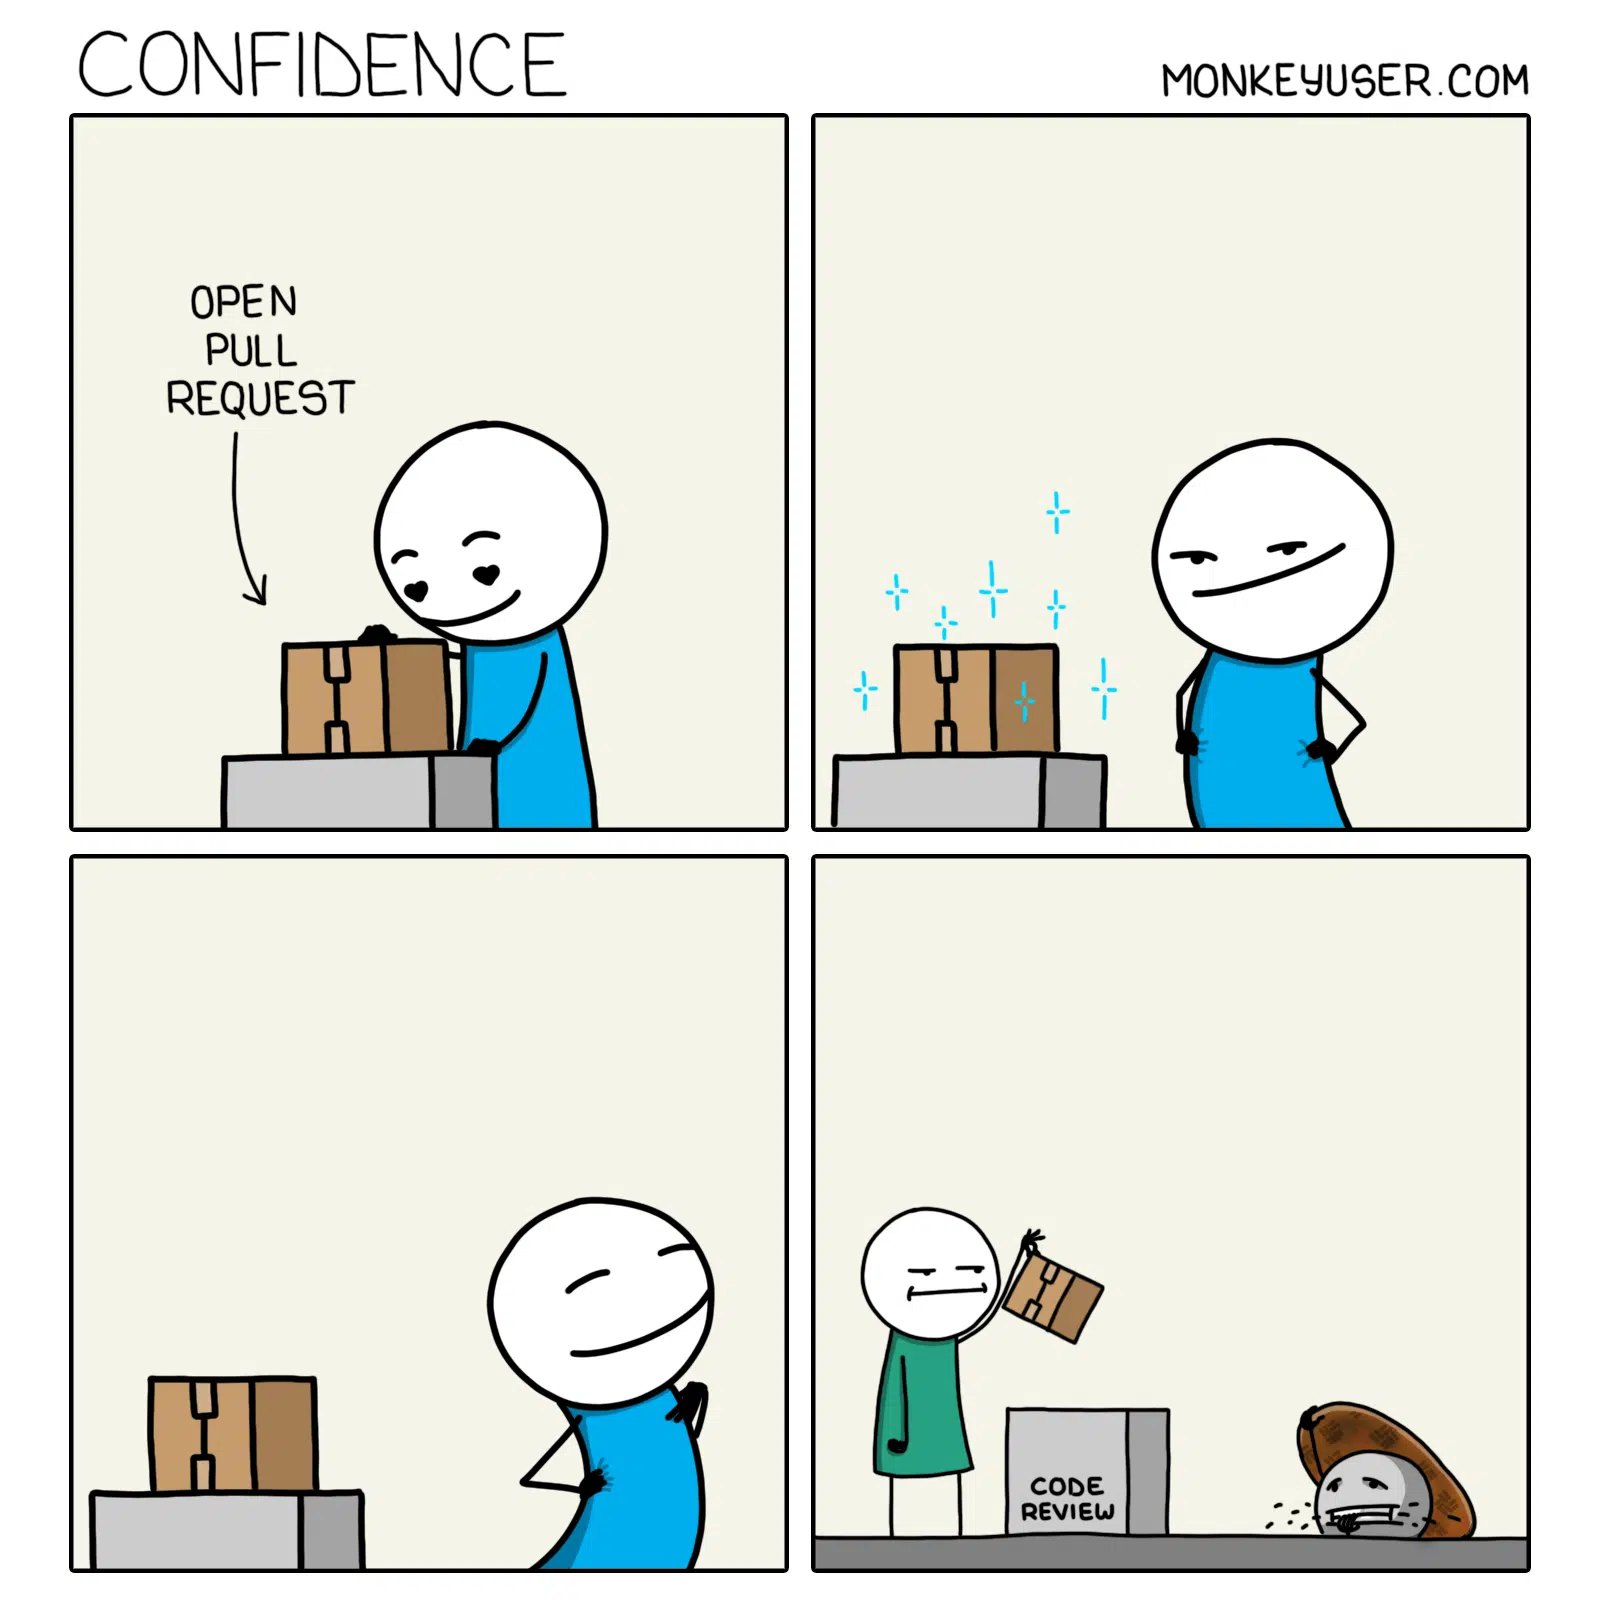 CONFIDENCE
MONKEYUSER.COM
OPEN
PULL
REQUEST
CODE
REVIEW